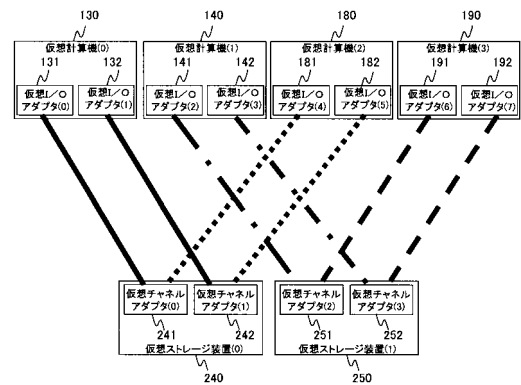 130 140 180 190
仮想計算機(0) 仮想計算機(1) 仮想計算機(2) 仮想計算機(3)
131 132 141 142 181 182 191 192
仮想I/O 仮想I/O 仮想I/O 仮想I/O 仮想I/O 仮想I/O 仮想I/O 仮想I/O
アダプタ(0) アダプタ(1) アダプタ(2) アダプタ(3) アダプタ(4) アダプタ(5) アダプタ(6) アダプタ(7)
仮想チャネル 仮想チャネル 仮想チャネル 仮想チャネル
アダプタ(0) アダプタ(1) アダプタ(2) アダプタ(3)
241 242 251 252
仮想ストレージ装置(0) 仮想ストレージ装置(1)
240 250